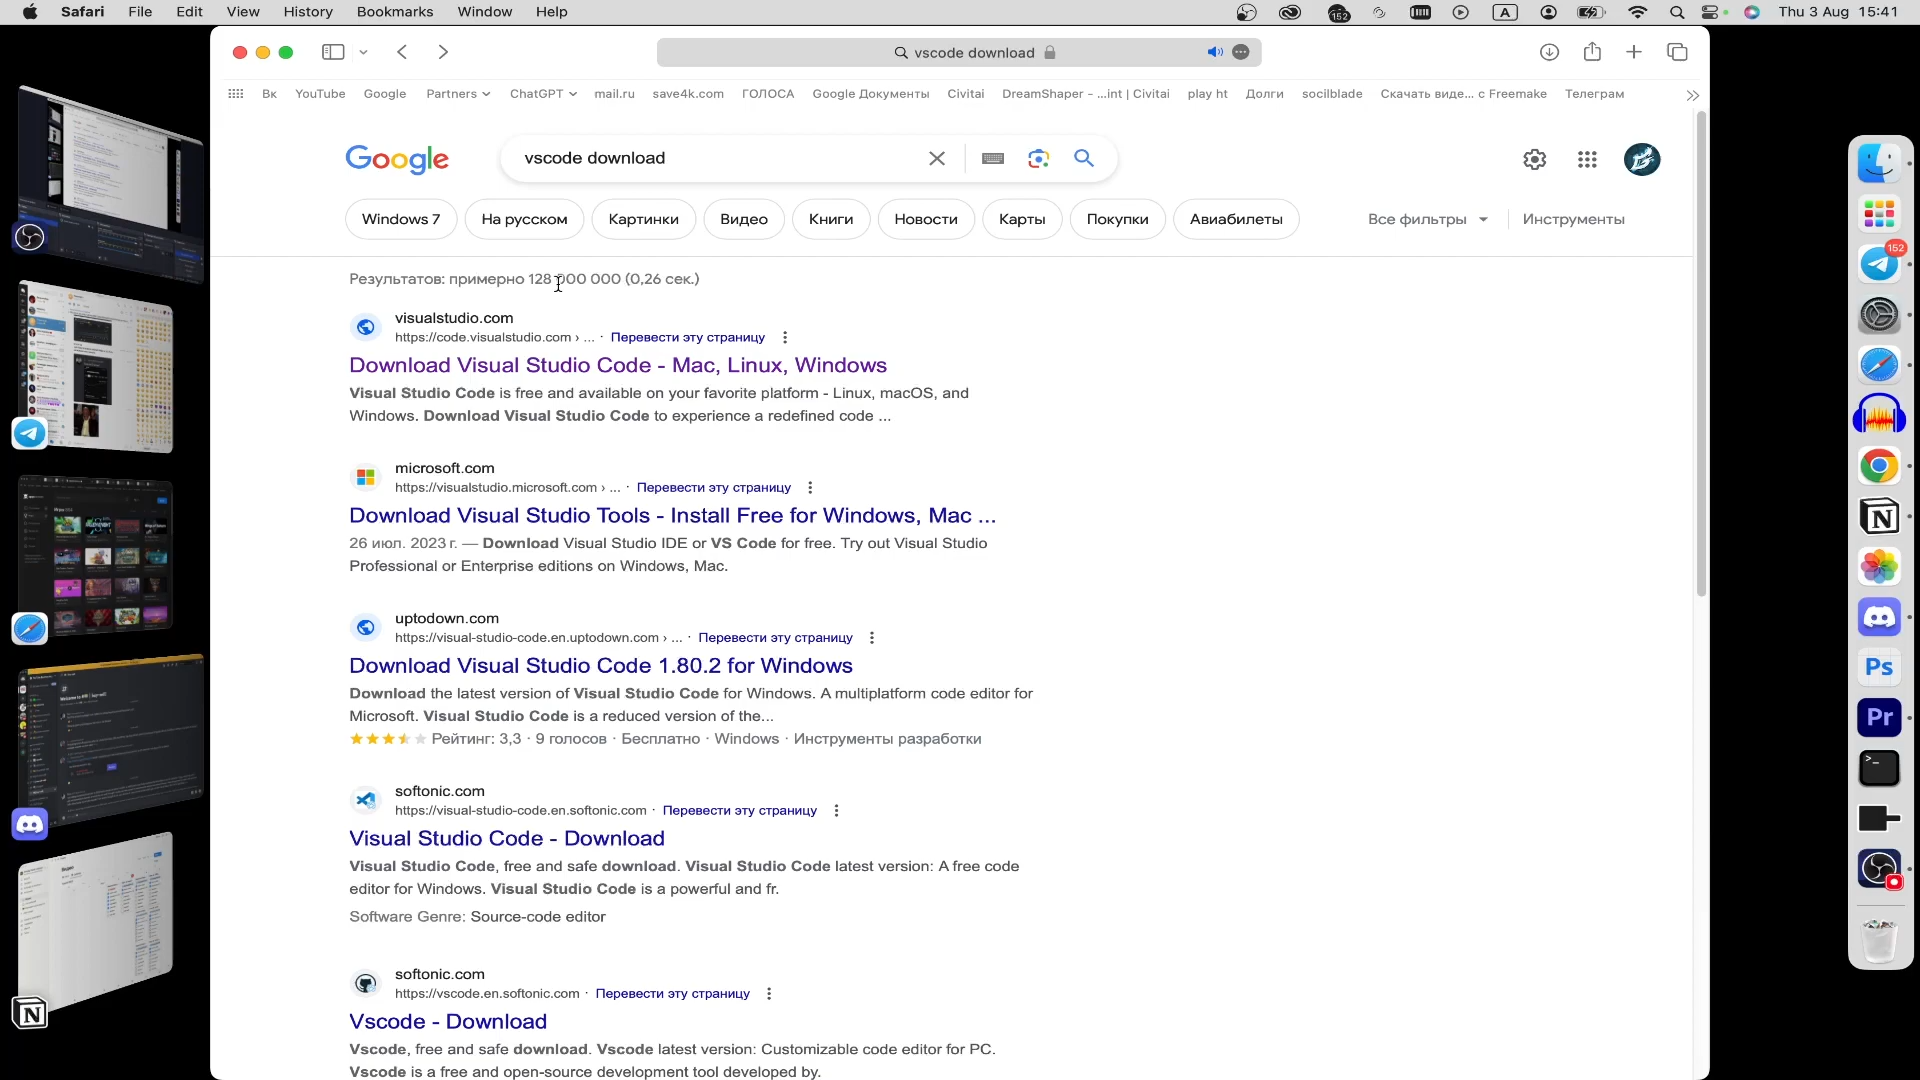 Safari File Edit View History Bookmarks Window Help
152
A
Thu 3 Aug 15:41
vscode download
Вк YouTube Google Partners ChatGPT mail.ru save4k.com ГОЛОСА Google Документы Civitai DreamShaper - ...int | Civitai play ht Долги socilblade Скачать виде... с Freemake Телеграм
Google
vscode download
Windows 7 На русском Картинки Видео Книги Новости Карты Покупки Авиабилеты Все фильтры Инструменты
Результатов: примерно 128 000 000 (0,26 сек.)
visualstudio.com
https://code.visualstudio.com › ... · Перевести эту страницу
Download Visual Studio Code - Mac, Linux, Windows
Visual Studio Code is free and available on your favorite platform - Linux, macOS, and
Windows. Download Visual Studio Code to experience a redefined code ...
microsoft.com
https://visualstudio.microsoft.com › ... · Перевести эту страницу
Download Visual Studio Tools - Install Free for Windows, Mac ...
26 июл. 2023 г. — Download Visual Studio IDE or VS Code for free. Try out Visual Studio
Professional or Enterprise editions on Windows, Mac.
uptodown.com
https://visual-studio-code.en.uptodown.com › ... · Перевести эту страницу
Download Visual Studio Code 1.80.2 for Windows
Download the latest version of Visual Studio Code for Windows. A multiplatform code editor for
Microsoft. Visual Studio Code is a reduced version of the...
Рейтинг: 3,3 · 9 голосов · Бесплатно · Windows · Инструменты разработки
softonic.com
https://visual-studio-code.en.softonic.com · Перевести эту страницу
Visual Studio Code - Download
Visual Studio Code, free and safe download. Visual Studio Code latest version: A free code
editor for Windows. Visual Studio Code is a powerful and fr.
Software Genre: Source-code editor
softonic.com
https://vscode.en.softonic.com · Перевести эту страницу
Vscode - Download
Vscode, free and safe download. Vscode latest version: Customizable code editor for PC.
Vscode is a free and open-source development tool developed by.
152
N
Ps
Pr
N